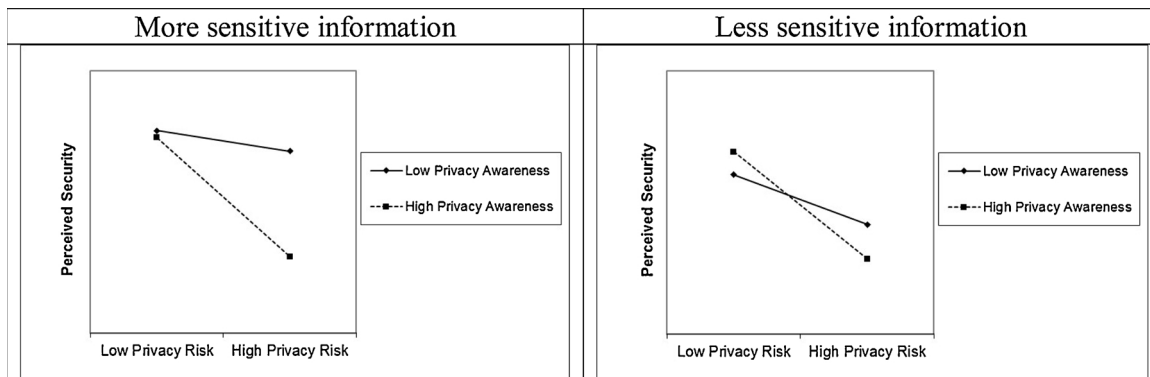 More sensitive information
Less sensitive information
Perceived Security
Low Privacy Awareness
High Privacy Awareness
Low Privacy Risk
High Privacy Risk
Perceived Security
Low Privacy Awareness
High Privacy Awareness
Low Privacy Risk
High Privacy Risk